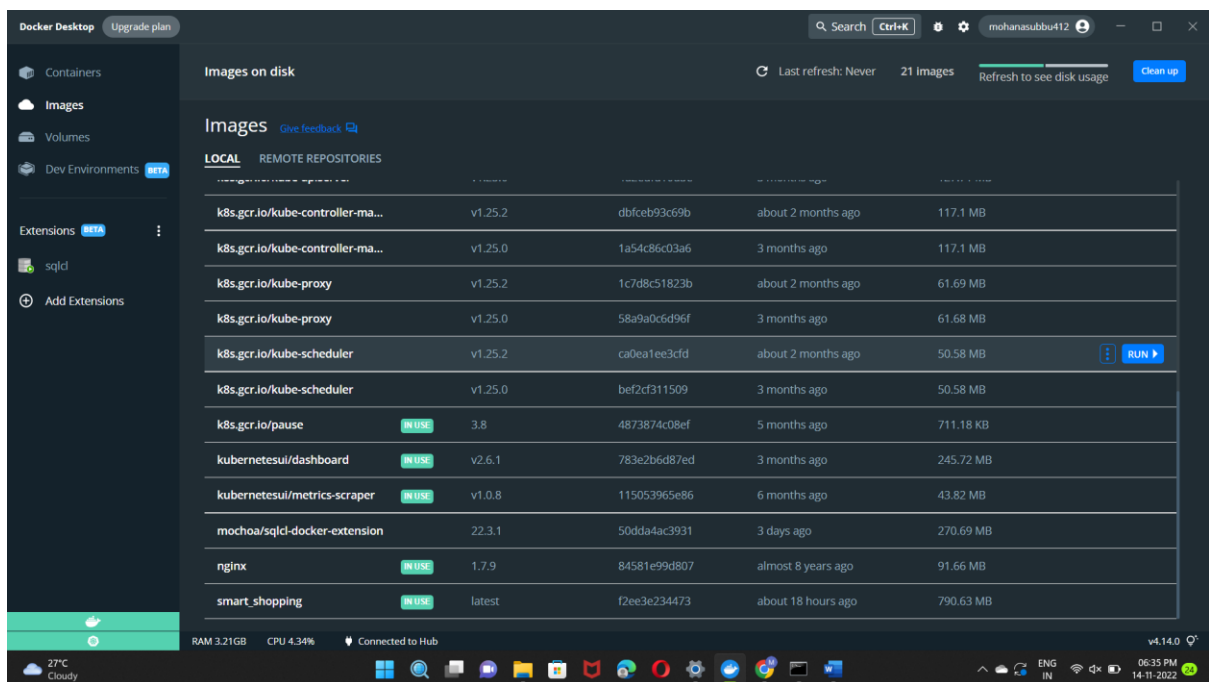 Docker Desktop Upgrade plan Search Ctrl+K mohanasubbu412
Containers
Images
Volumes
Dev Environments BETA
Extensions BETA
sqlcl
Add Extensions
Images on disk Last refresh: Never 21 images Refresh to see disk usage Clean up
Images Give feedback
LOCAL REMOTE REPOSITORIES
k8s.gcr.io/kube-controller-ma... v1.25.2 dbfceb93c69b about 2 months ago 117.1 MB
k8s.gcr.io/kube-controller-ma... v1.25.0 1a54c86c03a6 3 months ago 117.1 MB
k8s.gcr.io/kube-proxy v1.25.2 1c7d8c51823b about 2 months ago 61.69 MB
k8s.gcr.io/kube-proxy v1.25.0 58a9a0c6d96f 3 months ago 61.68 MB
k8s.gcr.io/kube-scheduler v1.25.2 ca0ea1ee3cfd about 2 months ago 50.58 MB RUN
k8s.gcr.io/kube-scheduler v1.25.0 bef2cf311509 3 months ago 50.58 MB
k8s.gcr.io/pause IN USE 3.8 4873874c08ef 5 months ago 711.18 KB
kubernetesui/dashboard IN USE v2.6.1 783e2b6d87ed 3 months ago 245.72 MB
kubernetesui/metrics-scraper IN USE v1.0.8 115053965e86 6 months ago 43.82 MB
mochoa/sqlcl-docker-extension 22.3.1 50dda4ac3931 3 days ago 270.69 MB
nginx IN USE 1.7.9 84581e99d807 almost 8 years ago 91.66 MB
smart_shopping IN USE latest f2ee3e234473 about 18 hours ago 790.63 MB
RAM 3.21GB CPU 4.34% Connected to Hub v4.14.0
27°C
Cloudy
ENG
IN
06:35 PM
14-11-2022
24